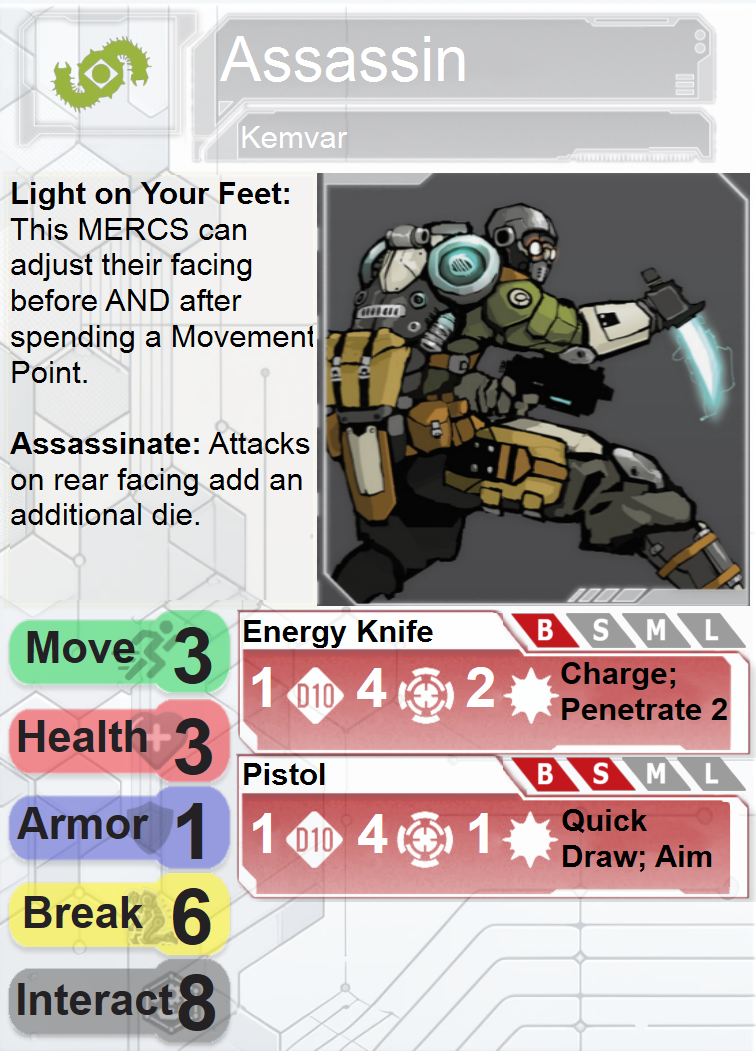 Assassin
Kemvar
Light on Your Feet:
This MERCS can
adjust their facing
before AND after
spending a Movement
Point.
Assassinate: Attacks
on rear facing add an
additional die.
Move 3
Health 3
Armor 1
Break 6
Interact 8
Energy Knife B S M L
1 D10 4 2 Charge;
Penetrate 2
Pistol B S M L
1 D10 4 1 Quick
Draw; Aim